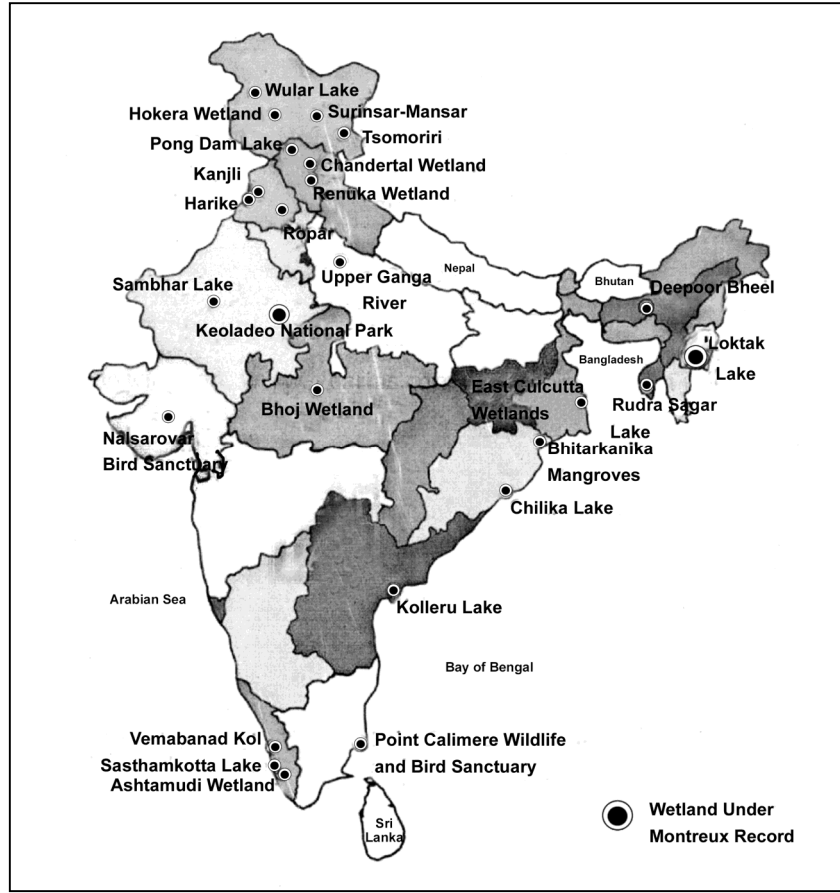 Wular Lake
Hokera Wetland
Surinsar-Mansar
Tsomoriri
Pong Dam Lake
Chandertal Wetland
Kanjli
Renuka Wetland
Harike
Ropar
Nepal
Upper Ganga
River
Sambhar Lake
Bhutan
Deepoor Bheel
Keoladeo National Park
'Loktak
Lake
Bangladesh
East Culcutta
Wetlands
Bhoj Wetland
Rudra Sagar
Lake
Nalsarovar
Bird Sanctuary
Bhitarkanika
Mangroves
Chilika Lake
Arabian Sea
Kolleru Lake
Bay of Bengal
Vemabanad Kol
Point Calimere Wildlife
and Bird Sanctuary
Sasthamkotta Lake
Ashtamudi Wetland
Sri
Lanka
Wetland Under
Montreux Record